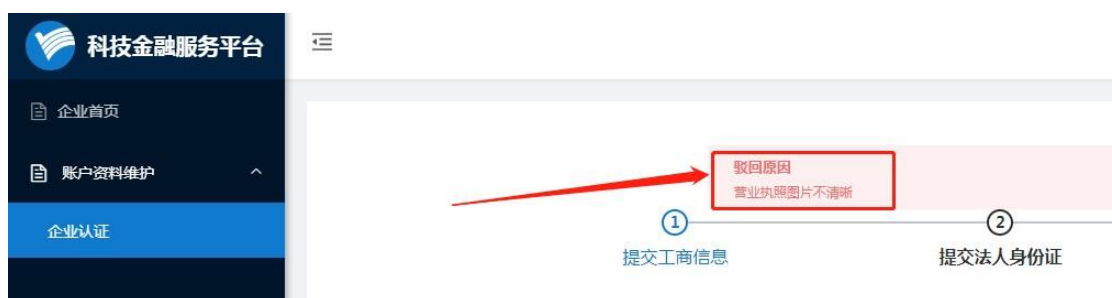 科技金融服务平台
企业首页
账户资料维护
企业认证
驳回原因
营业执照图片不清晰
1
提交工商信息
2
提交法人身份证